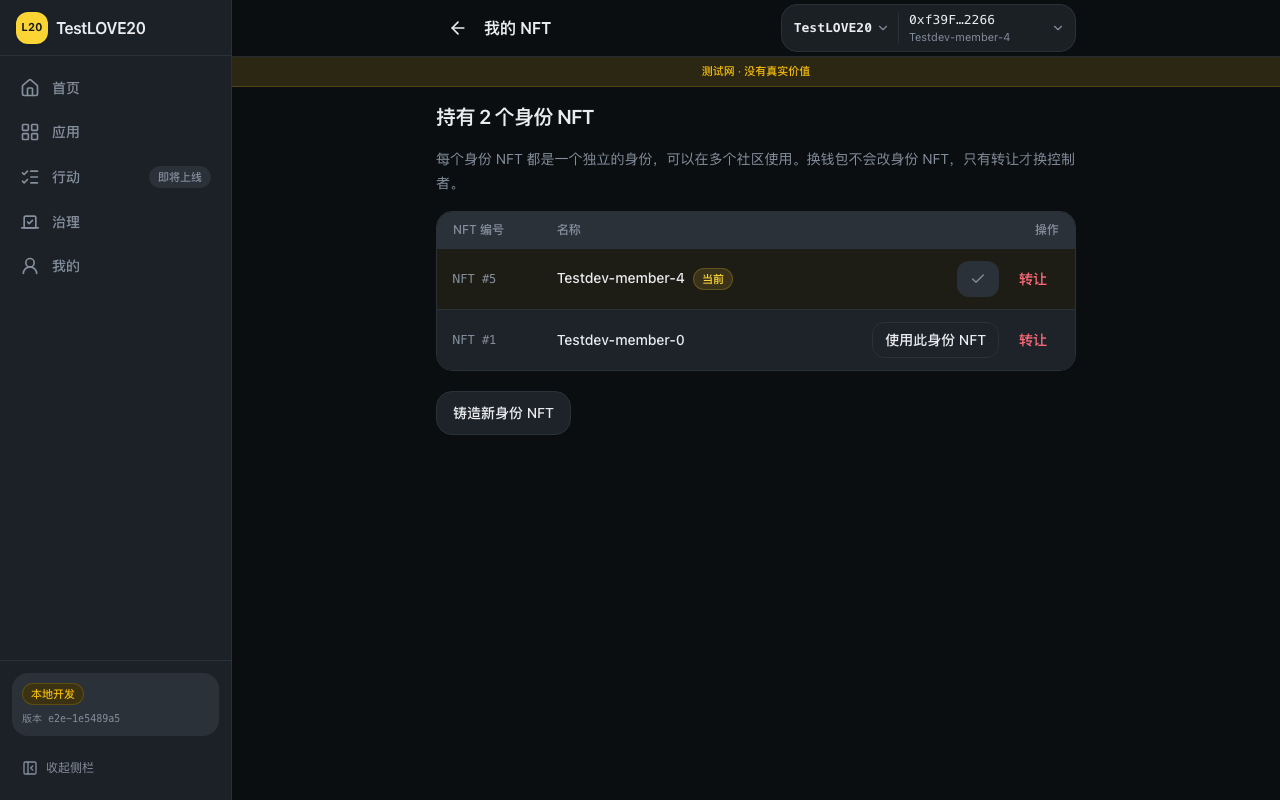 L20 TestLOVE20
首页
应用
行动 即将上线
治理
我的
本地开发
版本 e2e-1e5489a5
收起侧栏
我的 NFT
TestLOVE20
0xf39F…2266
Testdev-member-4
测试网 · 没有真实价值
持有 2 个身份 NFT
每个身份 NFT 都是一个独立的身份，可以在多个社区使用。换钱包不会改身份 NFT，只有转让才换控制
者。
NFT 编号 名称 操作
NFT #5 Testdev-member-4 当前 转让
NFT #1 Testdev-member-0 使用此身份 NFT 转让
铸造新身份 NFT